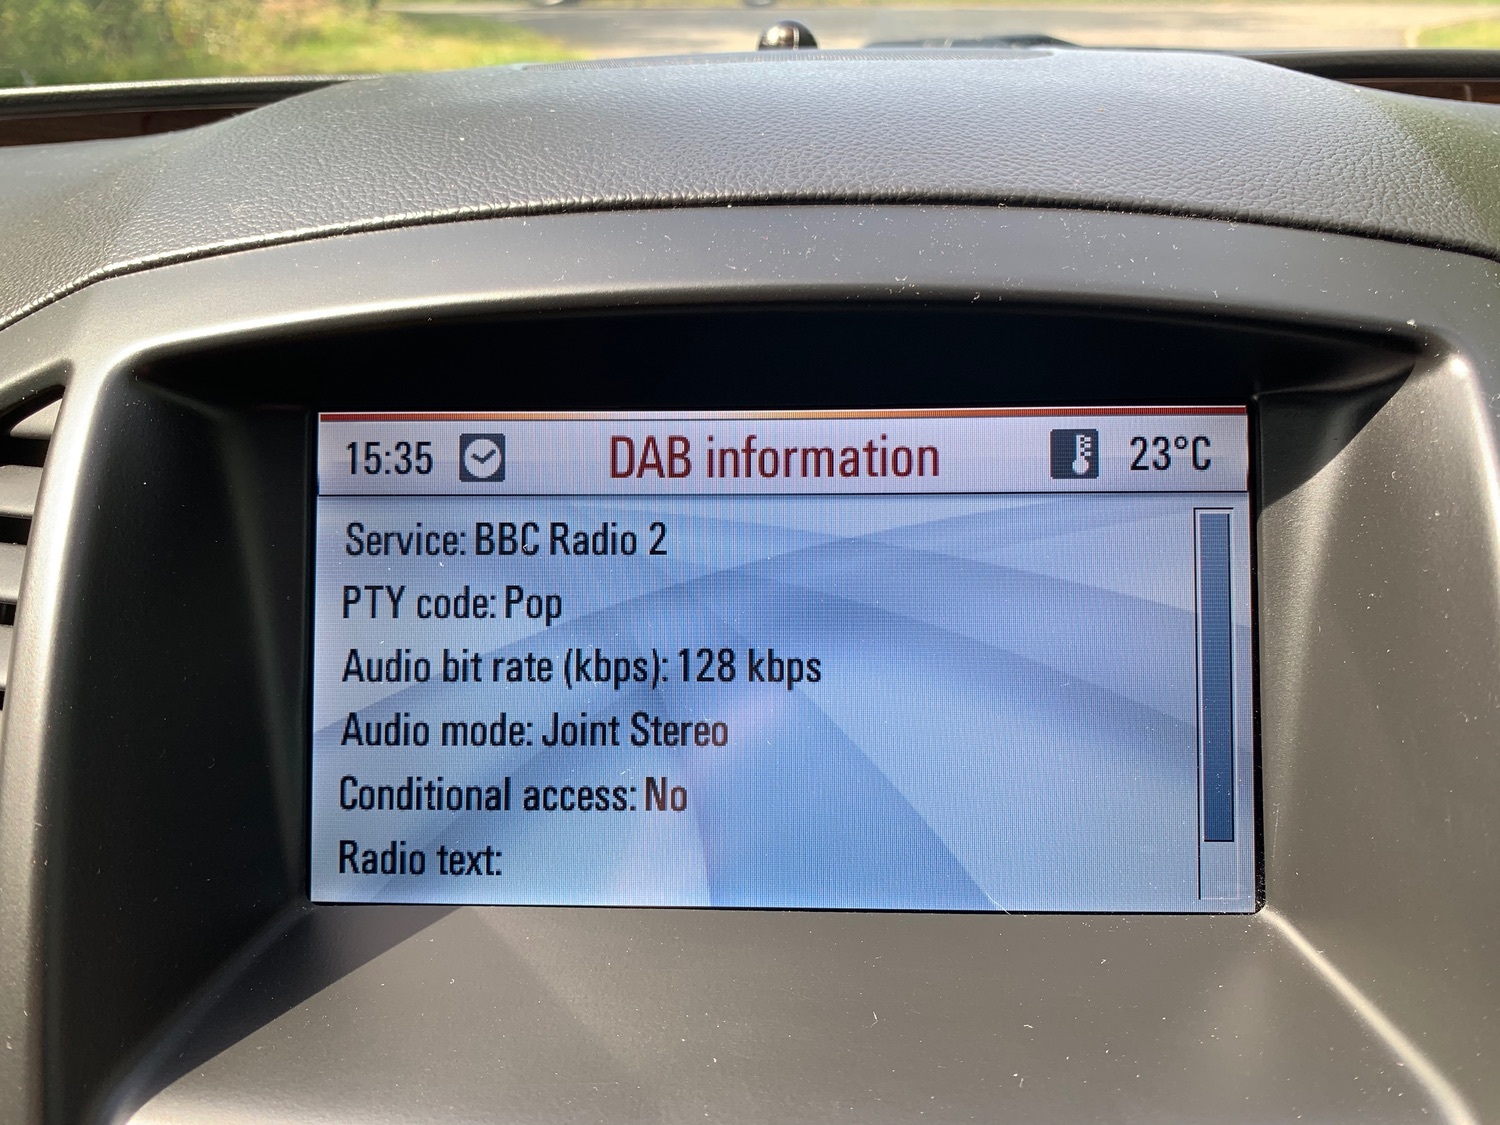 15:35 DAB information 23°C
Service: BBC Radio 2
PTY code: Pop
Audio bit rate (kbps): 128 kbps
Audio mode: Joint Stereo
Conditional access: No
Radio text: